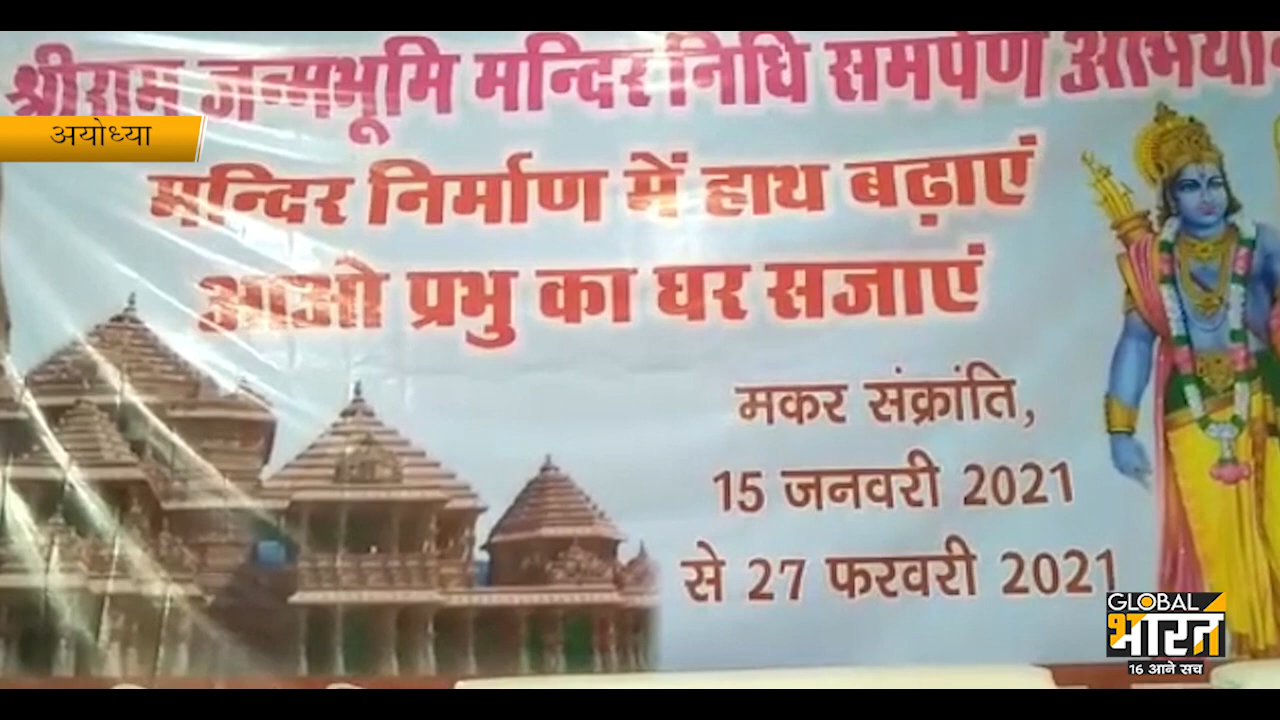 श्रीराम जन्मभूमि मन्दिर निधि समर्पण अभियान
अयोध्या
मन्दिर निर्माण में हाथ बढ़ाएं
आओ प्रभु का घर सजाएं
मकर संक्रांति,
15 जनवरी 2021
से 27 फरवरी 2021
GLOBAL
भारत
16 आने सच